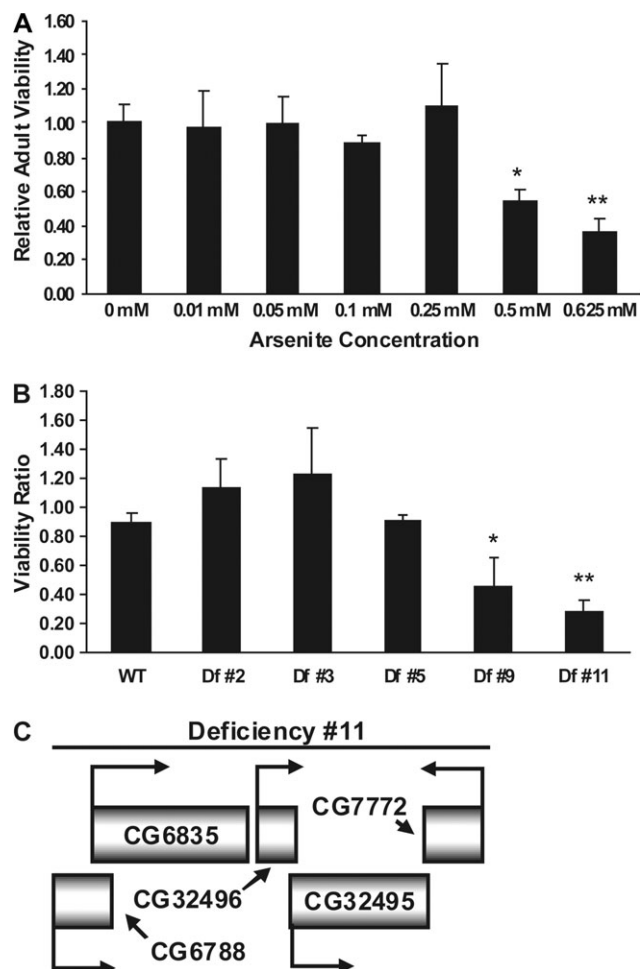 A
Relative Adult Viability
1.60
1.40
1.20
1.00
0.80
0.60
0.40
0.20
0.00
*
**
0 mM 0.01 mM 0.05 mM 0.1 mM 0.25 mM 0.5 mM 0.625mM
Arsenite Concentration
B
Viability Ratio
1.80
1.60
1.40
1.20
1.00
0.80
0.60
0.40
0.20
0.00
*
**
WT Df #2 Df #3 Df #5 Df #9 Df #11
C
Deficiency #11
CG7772
CG6835
CG32496
CG32495
CG6788